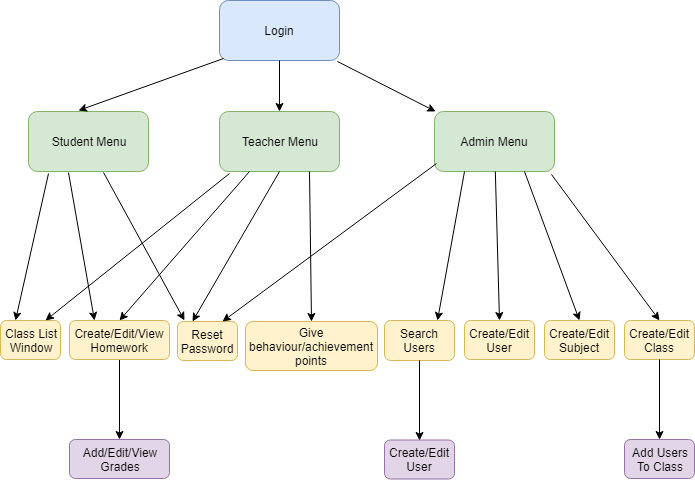 Login
Student Menu
Teacher Menu
Admin Menu
Class List
Window
Create/Edit/View
Homework
Reset
Password
Give
behaviour/achievement
points
Search
Users
Create/Edit
User
Create/Edit
Subject
Create/Edit
Class
Add/Edit/View
Grades
Create/Edit
User
Add Users
To Class